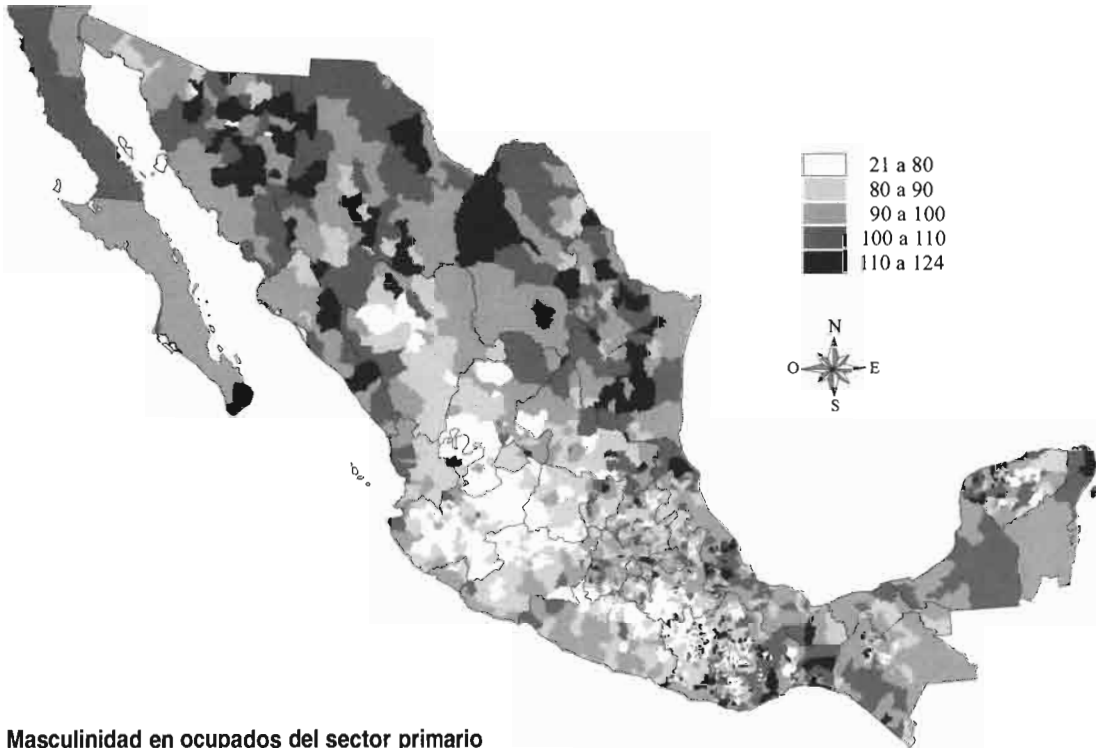 21 a 80
80 a 90
90 a 100
100 a 110
110 a 124
N
O E
S
Masculinidad en ocupados del sector primario